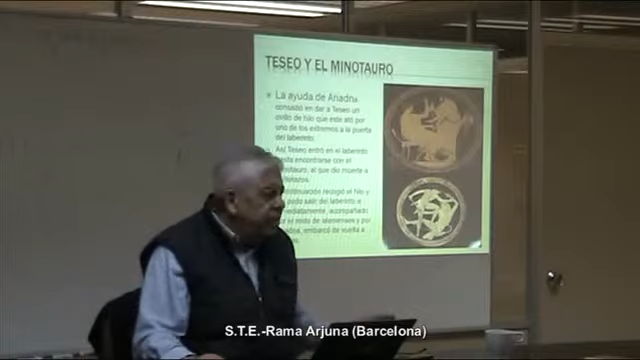 TESEO Y EL MINOTAURO
La ayuda de Ariadna
consistió en dar a Teseo un
ovillo de hilo que este ató por
uno de los extremos a la puerta
del laberinto.
Así Teseo entró en el laberinto
hasta encontrarse con el
minotauro, al que dio muerte a
continuación recogió el hilo y
pudo salir del laberinto e
inmediatamente, acompañado
por el resto de atenienses y por
embarcó de vuelta a
S.T.E.-Rama Arjuna (Barcelona)